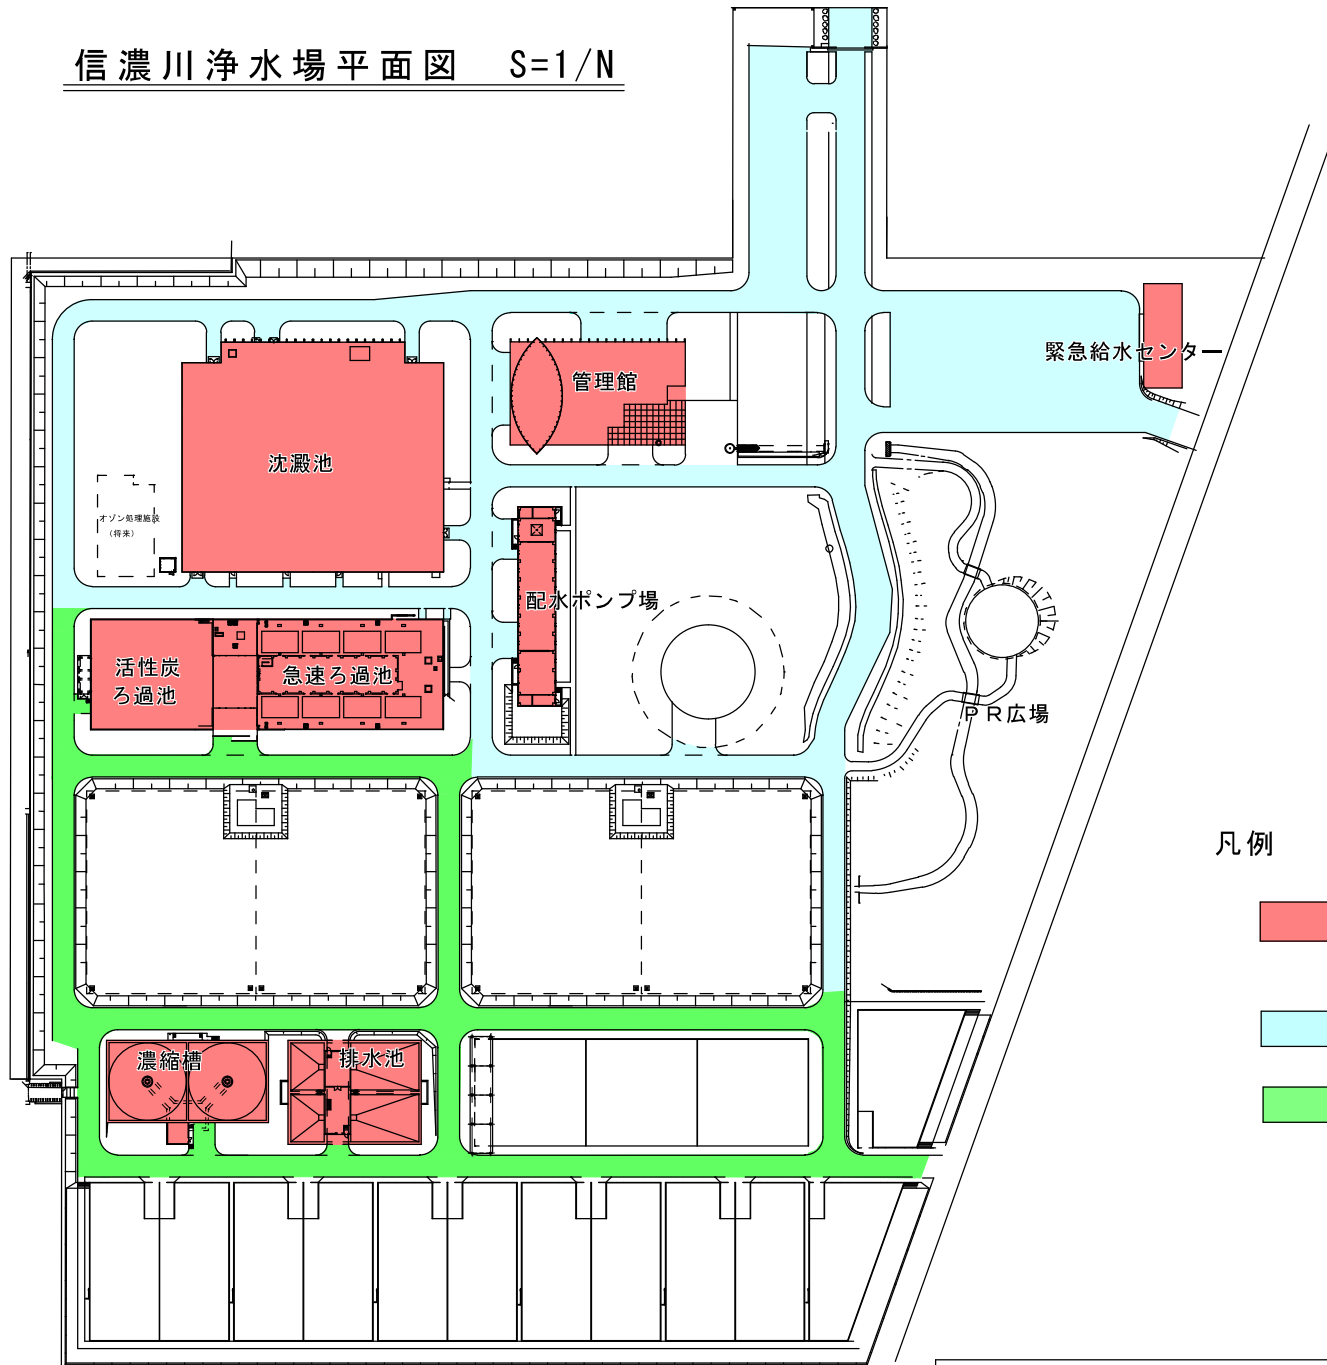 信濃川浄水場平面図 S=1/N
緊急給水センター
管理館
沈澱池
オゾン処理施設
(将来)
配水ポンプ場
活性炭
ろ過池
急速ろ過池
PR広場
凡例
濃縮槽
排水池